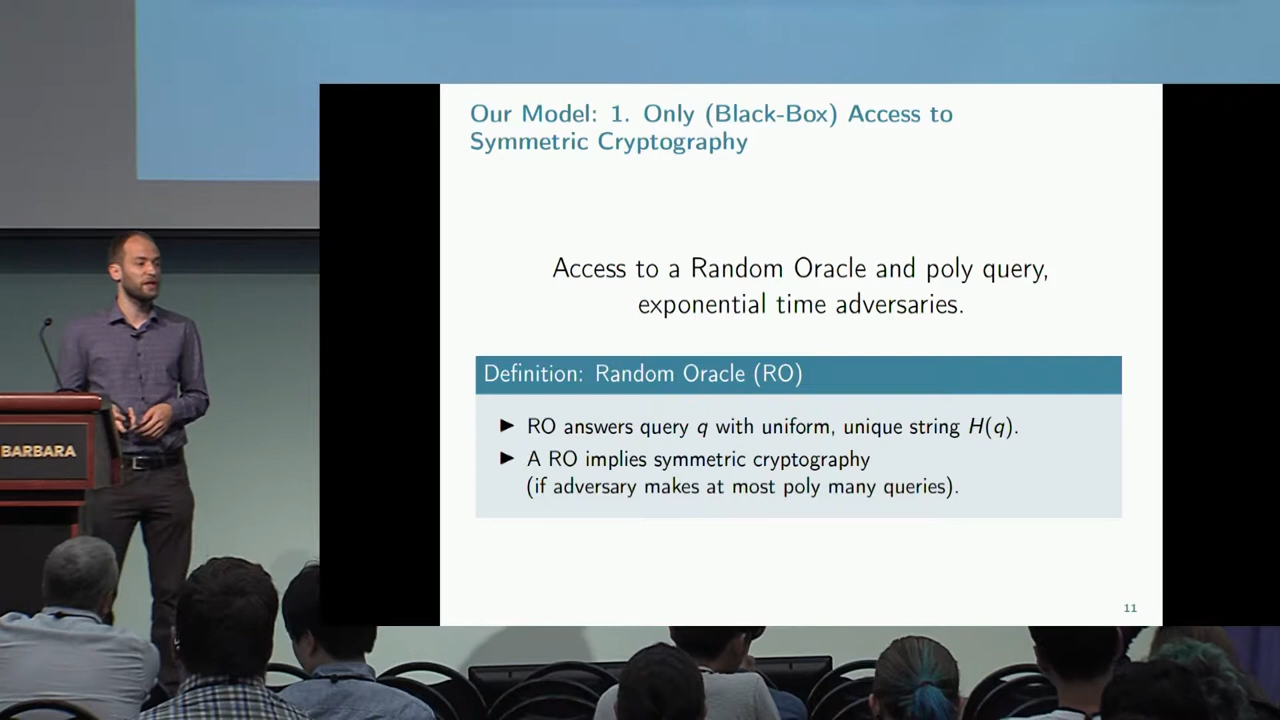 Our Model: 1. Only (Black-Box) Access to
Symmetric Cryptography
Access to a Random Oracle and poly query,
exponential time adversaries.
Definition: Random Oracle (RO)
▶ RO answers query q with uniform, unique string H(q).
▶ A RO implies symmetric cryptography
(if adversary makes at most poly many queries).
11
BARBARA